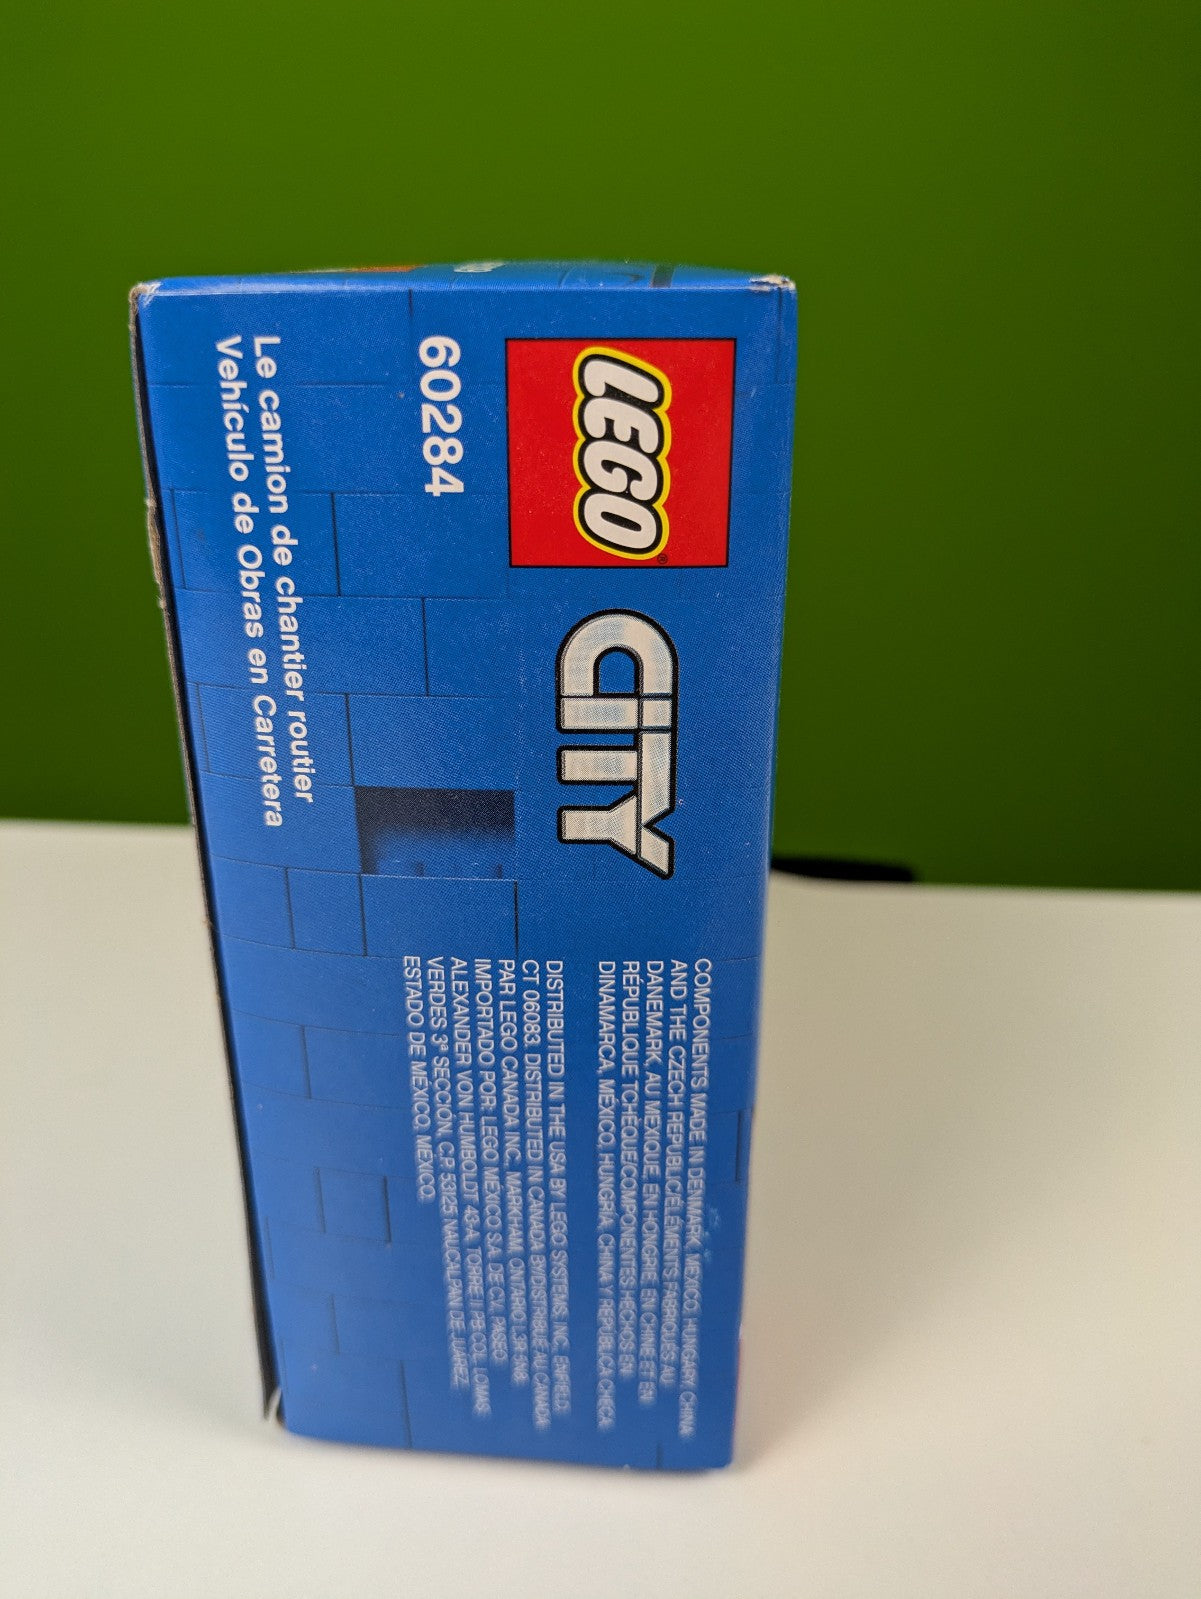 LEGO®
CITY
60284
Le camion de chantier routier
Vehículo de Obras en Carretera
COMPONENTS MADE IN DENMARK, MEXICO, HUNGARY, CHINA
AND THE CZECH REPUBLIC/ÉLÉMENTS FABRIQUÉS AU
DANEMARK, AU MEXIQUE, EN HONGRIE, EN CHINE ET EN
RÉPUBLIQUE TCHÈQUE/COMPONENTES HECHOS EN
DINAMARCA, MÉXICO, HUNGRÍA, CHINA Y REPÚBLICA CHECA.
DISTRIBUTED IN THE USA BY LEGO SYSTEMS, INC. ENFIELD,
CT 06083. DISTRIBUTED IN CANADA BY/DISTRIBUÉ AU CANADA
PAR LEGO CANADA INC. MARKHAM, ONTARIO L3R 5N8.
IMPORTADO POR: LEGO MEXICO S.A. DE C.V. PASEO
ALEXANDER VON HUMBOLDT 43-A, TORRE II PB COL. LOMAS
VERDES 3ª SECCIÓN, C.P. 53125 NAUCALPAN DE JUÁREZ,
ESTADO DE MÉXICO, MÉXICO.